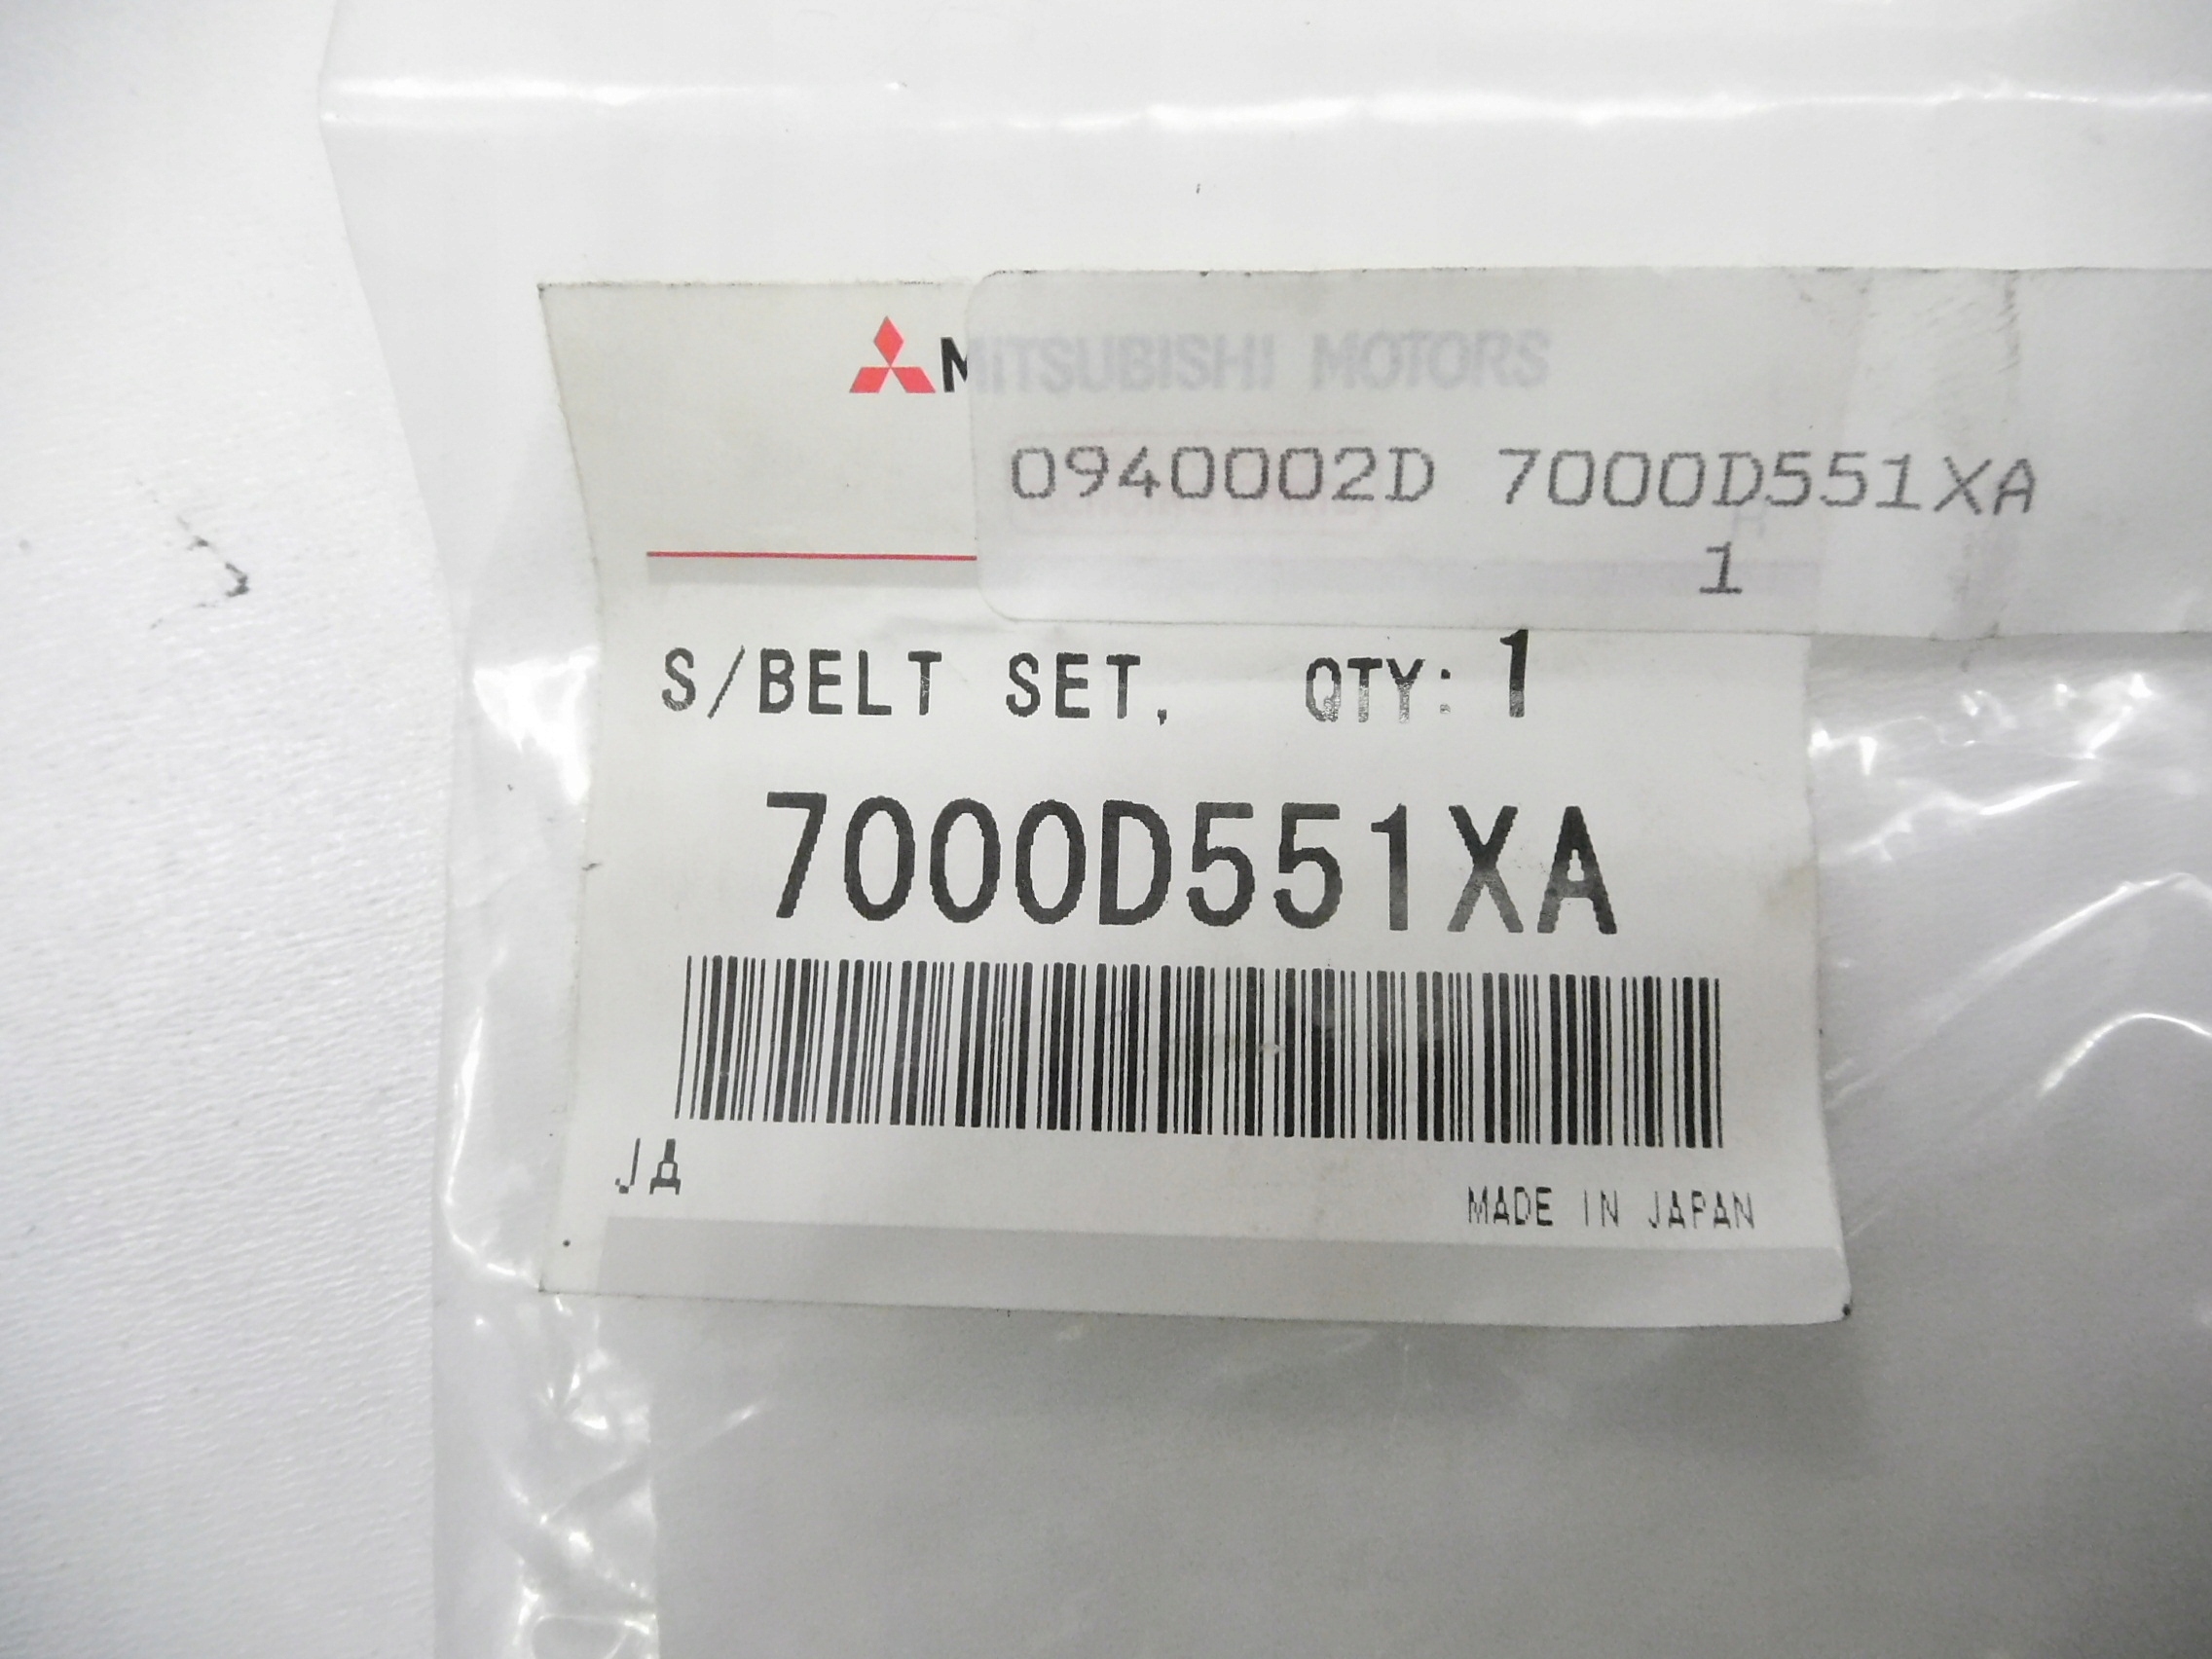 MITSUBISHI MOTORS
0940002D 7000D551XA
1
S/BELT SET, QTY: 1
7000D551XA
JA
MADE IN JAPAN